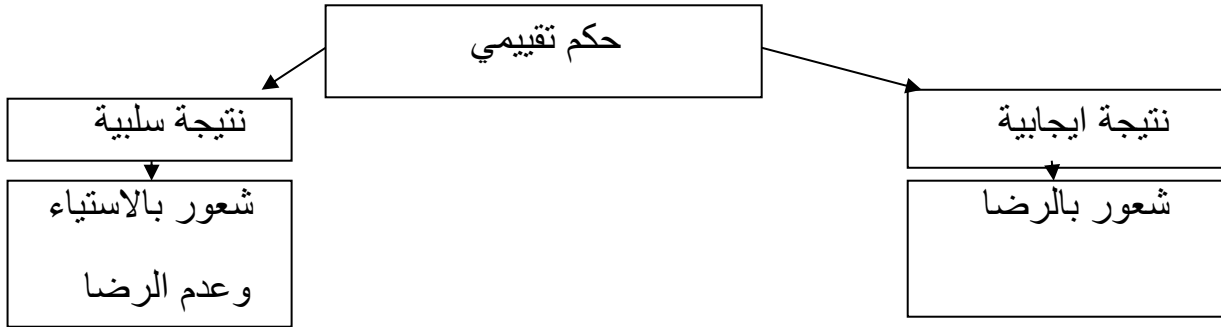 حكم تقييمي
نتيجة ايجابية
نتيجة سلبية
شعور بالرضا
شعور بالاستياء
وعدم الرضا